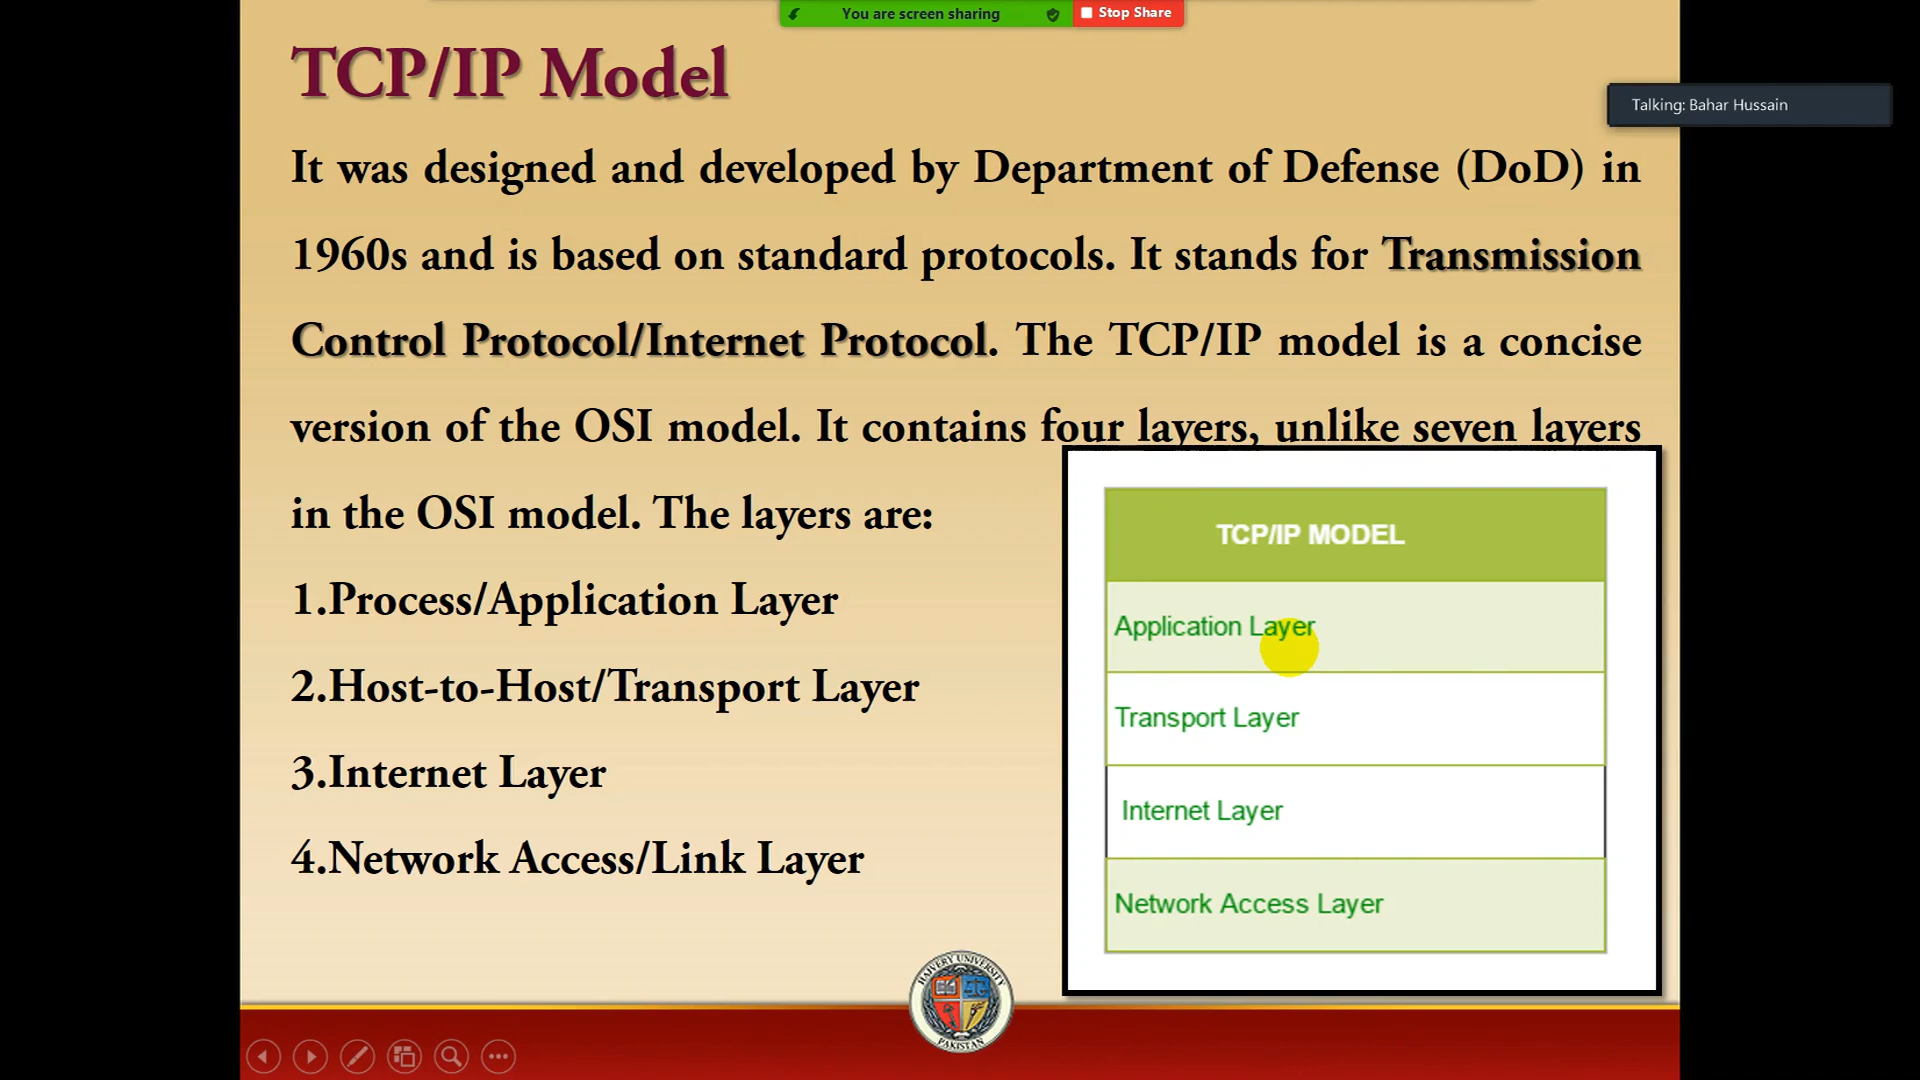 You are screen sharing
Stop Share
TCP/IP Model
Talking: Bahar Hussain
It was designed and developed by Department of Defense (DoD) in
1960s and is based on standard protocols. It stands for Transmission
Control Protocol/Internet Protocol. The TCP/IP model is a concise
version of the OSI model. It contains four layers, unlike seven layers
in the OSI model. The layers are:
1.Process/Application Layer
2.Host-to-Host/Transport Layer
3.Internet Layer
4.Network Access/Link Layer
TCP/IP MODEL
Application Layer
Transport Layer
Internet Layer
Network Access Layer
UNIVERSITY
PAKISTAN